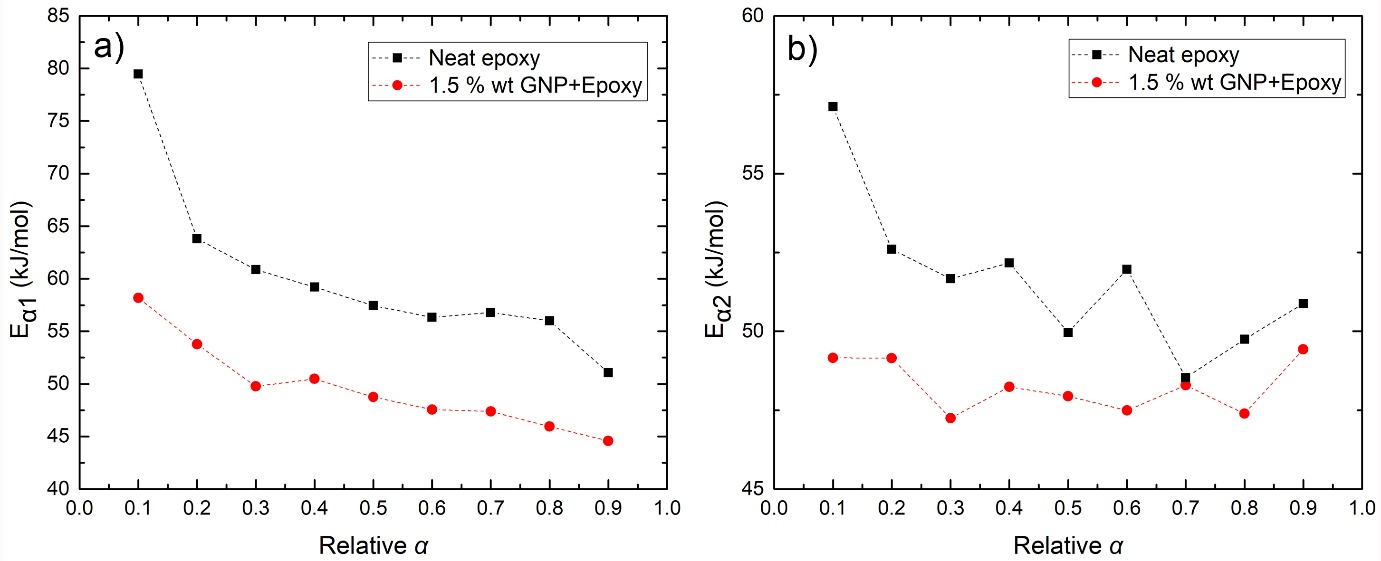 a)
Neat epoxy
1.5 % wt GNP+Epoxy
85
80
75
70
65
60
55
50
45
40
Eα1 (kJ/mol)
0.0 0.1 0.2 0.3 0.4 0.5 0.6 0.7 0.8 0.9 1.0
Relative α
b)
Neat epoxy
1.5 % wt GNP+Epoxy
60
55
50
45
Eα2 (kJ/mol)
0.0 0.1 0.2 0.3 0.4 0.5 0.6 0.7 0.8 0.9 1.0
Relative α